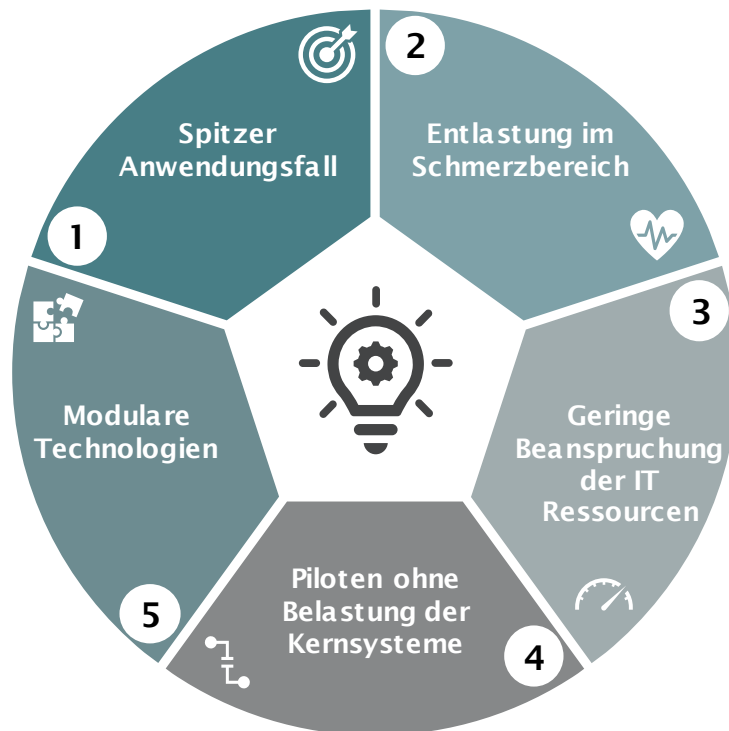 1
Spitzer
Anwendungsfall
2
Entlastung im
Schmerzbereich
3
Geringe
Beanspruchung
der IT
Ressourcen
4
Piloten ohne
Belastung der
Kernsysteme
5
Modulare
Technologien